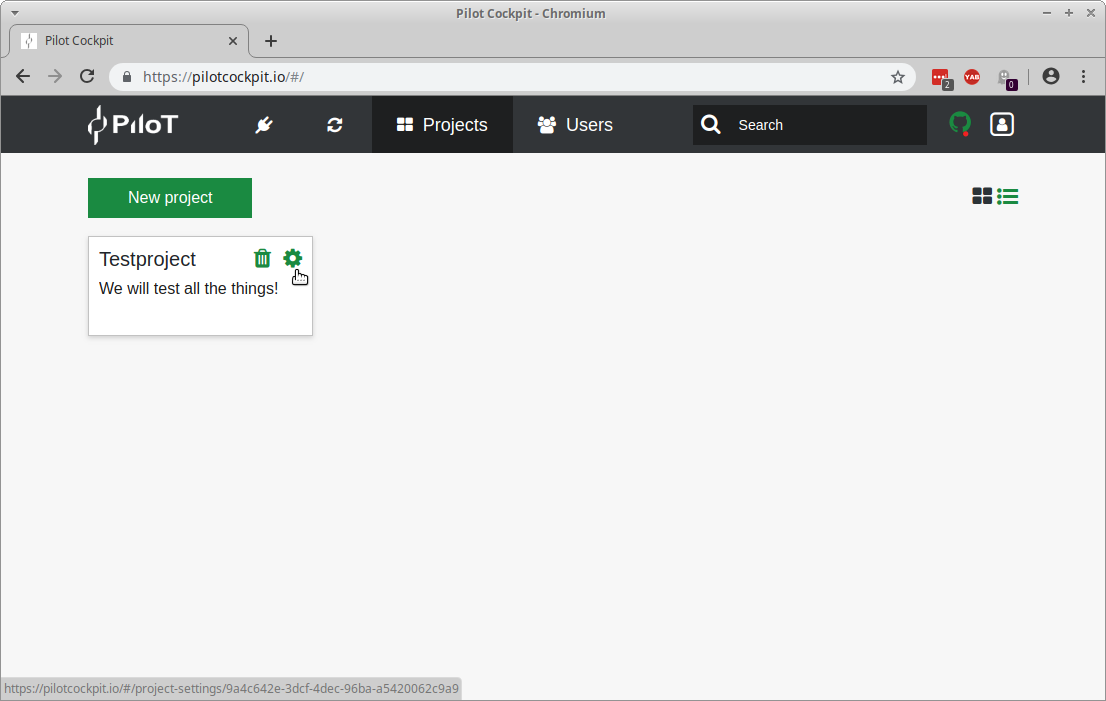 Pilot Cockpit - Chromium
Pilot Cockpit
https://pilotcockpit.io/#/
2
YAB
0
PiloT
Projects
Users
Search
New project
Testproject
We will test all the things!
https://pilotcockpit.io/#/project-settings/9a4c642e-3dcf-4dec-96ba-a5420062c9a9